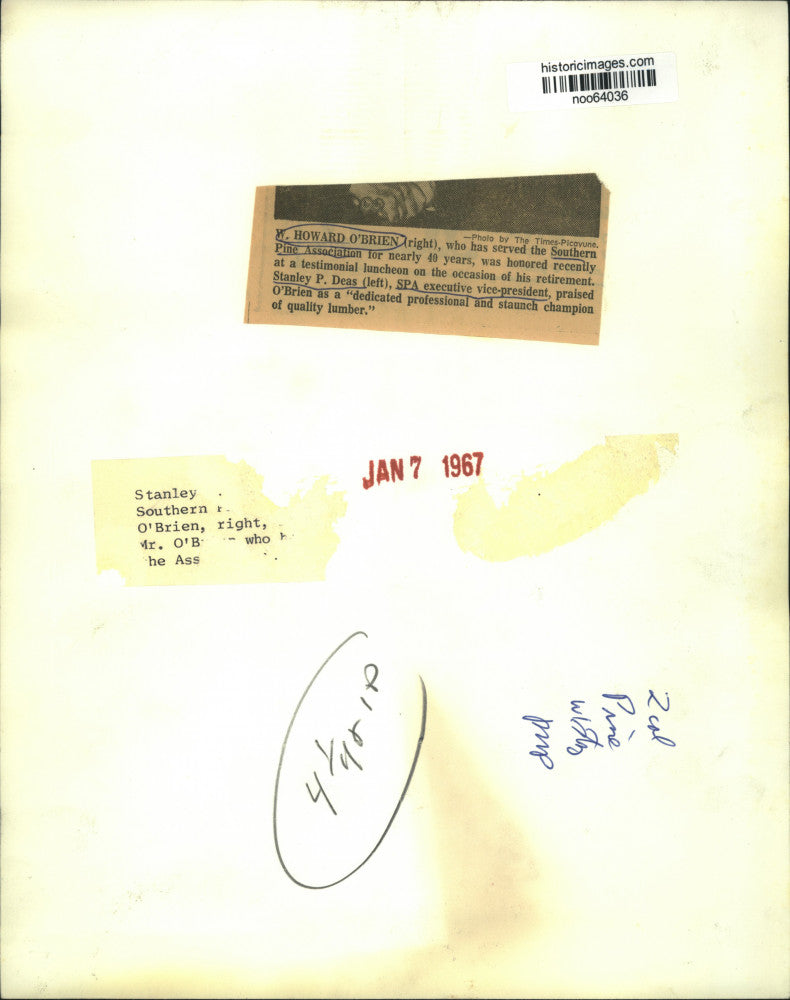 historicimages.com
noo64036
—Photo by The Times-Picayune.
W. HOWARD O'BRIEN (right), who has served the Southern
Pine Association for nearly 40 years, was honored recently
at a testimonial luncheon on the occasion of his retirement.
Stanley P. Deas (left), SPA executive vice-president, praised
O'Brien as a "dedicated professional and staunch champion
of quality lumber."
JAN 7 1967
Stanley
Southern
O'Brien, right,
Mr. O'B who
he Ass
2 col
Pine